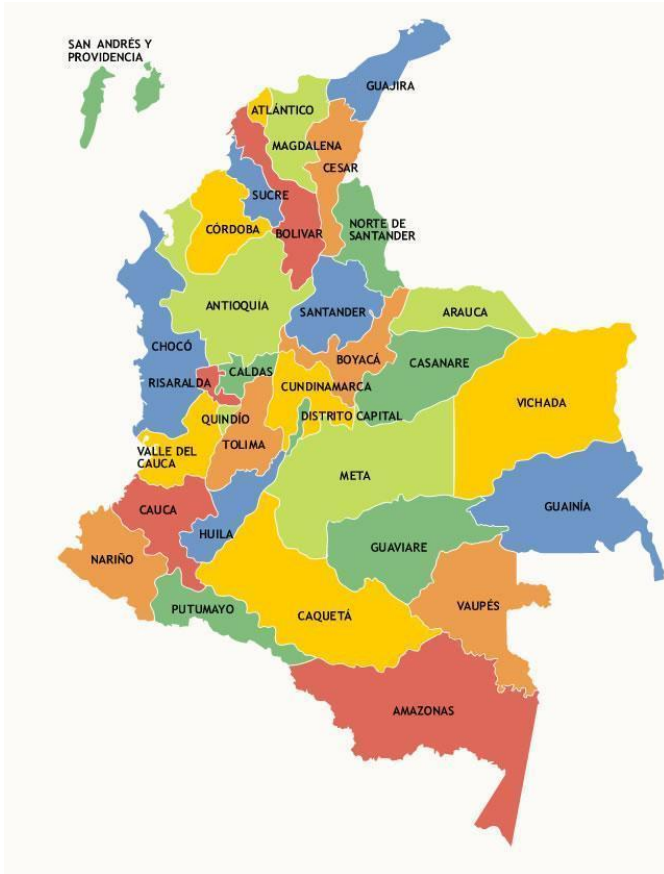 SAN ANDRÉS Y
PROVIDENCIA
GUAJIRA
ATLÁNTICO
MAGDALENA
CESAR
SUCRE
NORTE DE
SANTANDER
CÓRDOBA
BOLIVAR
ANTIOQUIA
SANTANDER
ARAUCA
CHOCÓ
BOYACÁ
CASANARE
CALDAS
RISARALDA
CUNDINAMARCA
VICHADA
QUINDÍO
DISTRITO CAPITAL
TOLIMA
VALLE DEL
CAUCA
META
CAUCA
GUAINÍA
HUILA
GUAVIARE
NARIÑO
PUTUMAYO
CAQUETÁ
VAUPÉS
AMAZONAS